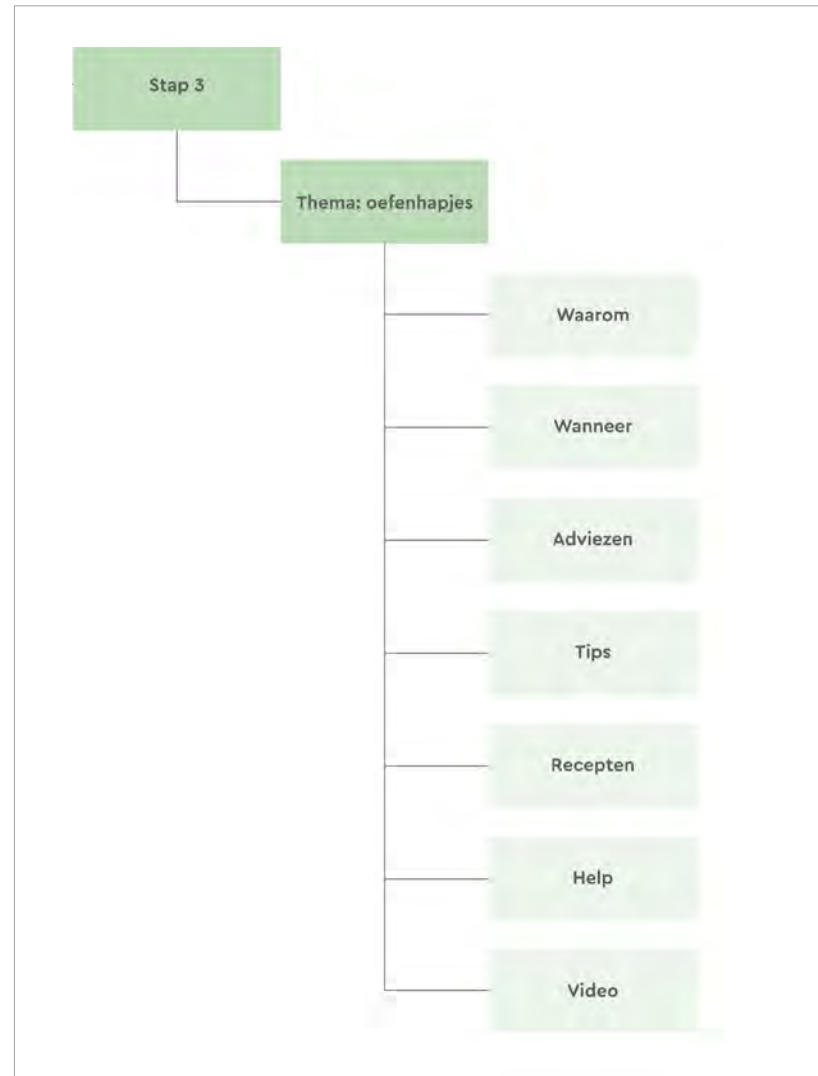 Stap 3
Thema: oefenhapjes
Waarom
Wanneer
Adviezen
Tips
Recepten
Help
Video